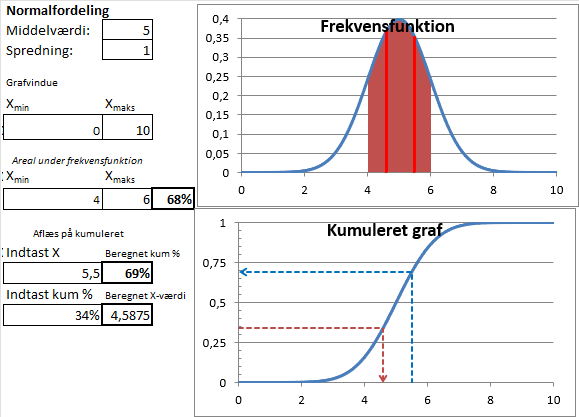 Normalfordeling
Middelværdi: 5
Spredning: 1
Grafvindue
Xmin Xmaks
0 10
Areal under frekvensfunktion
Xmin Xmaks
4 6 68%
Aflæs på kumuleret
Indtast X Beregnet kum %
5,5 69%
Indtast kum % Beregnet X-værdi
34% 4,5875
Frekvensfunktion
0,4
0,35
0,3
0,25
0,2
0,15
0,1
0,05
0
0 2 4 6 8 10
Kumuleret graf
1
0,75
0,5
0,25
0
0 2 4 6 8 10